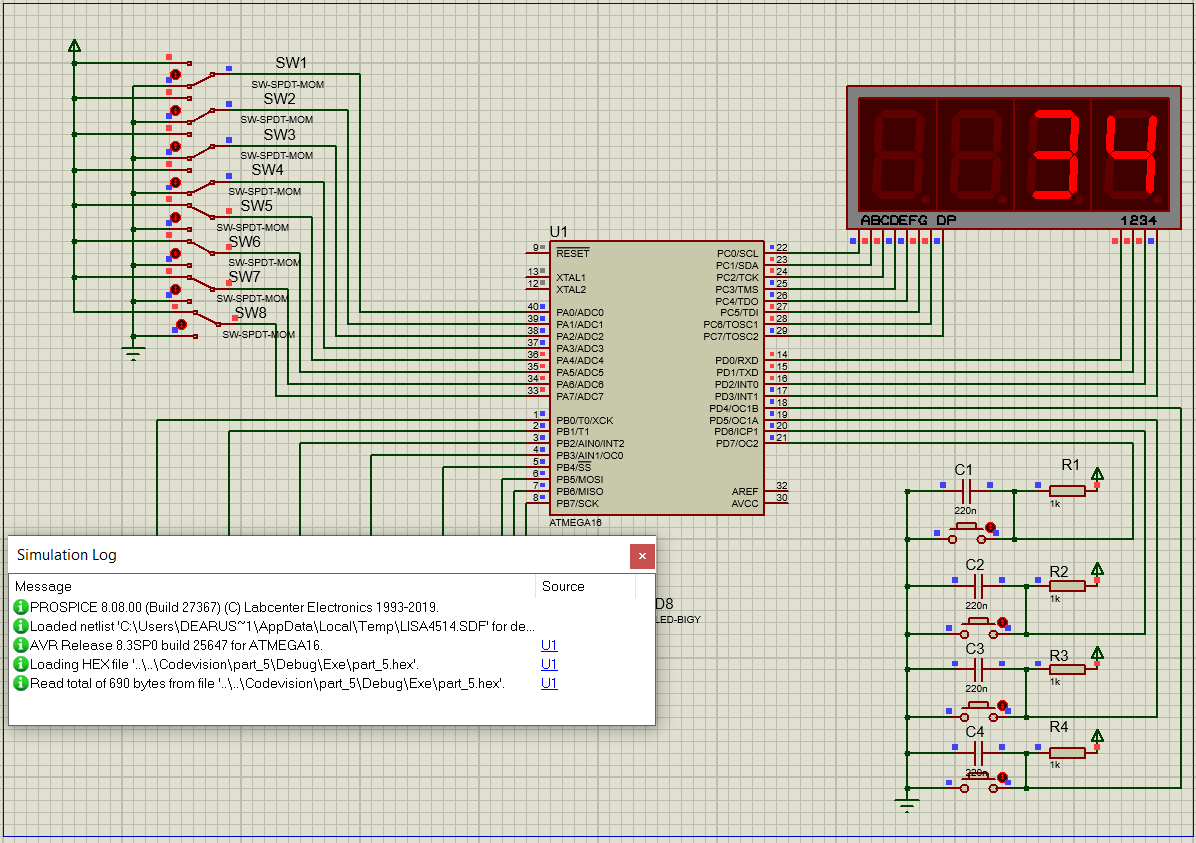 SW1
SW-SPDT-MOM
SW2
SW-SPDT-MOM
SW3
SW-SPDT-MOM
SW4
SW-SPDT-MOM
SW5
SW-SPDT-MOM
SW6
SW-SPDT-MOM
SW7
SW-SPDT-MOM
SW8
SW-SPDT-MOM
34
ABCDEFG DP
1234
U1
9 RESET
13 XTAL1
12 XTAL2
40 PA0/ADC0
39 PA1/ADC1
38 PA2/ADC2
37 PA3/ADC3
36 PA4/ADC4
35 PA5/ADC5
34 PA6/ADC6
33 PA7/ADC7
1 PB0/T0/XCK
2 PB1/T1
3 PB2/AIN0/INT2
4 PB3/AIN1/OC0
5 PB4/SS
6 PB5/MOSI
7 PB6/MISO
8 PB7/SCK
PC0/SCL 22
PC1/SDA 23
PC2/TCK 24
PC3/TMS 25
PC4/TDO 26
PC5/TDI 27
PC6/TOSC1 28
PC7/TOSC2 29
PD0/RXD 14
PD1/TXD 15
PD2/INT0 16
PD3/INT1 17
PD4/OC1B 18
PD5/OC1A 19
PD6/ICP1 20
PD7/OC2 21
AREF 32
AVCC 30
ATMEGA16
C1
220n
R1
1k
C2
220n
R2
1k
C3
220n
R3
1k
C4
220n
R4
1k
D8
LED-BIGY
Simulation Log
Message Source
PROSPICE 8.08.00 (Build 27367) (C) Labcenter Electronics 1993-2019.
Loaded netlist 'C:\Users\DEARUS~1\AppData\Local\Temp\LISA4514.SDF' for de...
AVR Release 8.3SP0 build 25647 for ATMEGA16. U1
Loading HEX file '..\..\Codevision\part_5\Debug\Exe\part_5.hex'. U1
Read total of 690 bytes from file '..\..\Codevision\part_5\Debug\Exe\part_5.hex'. U1